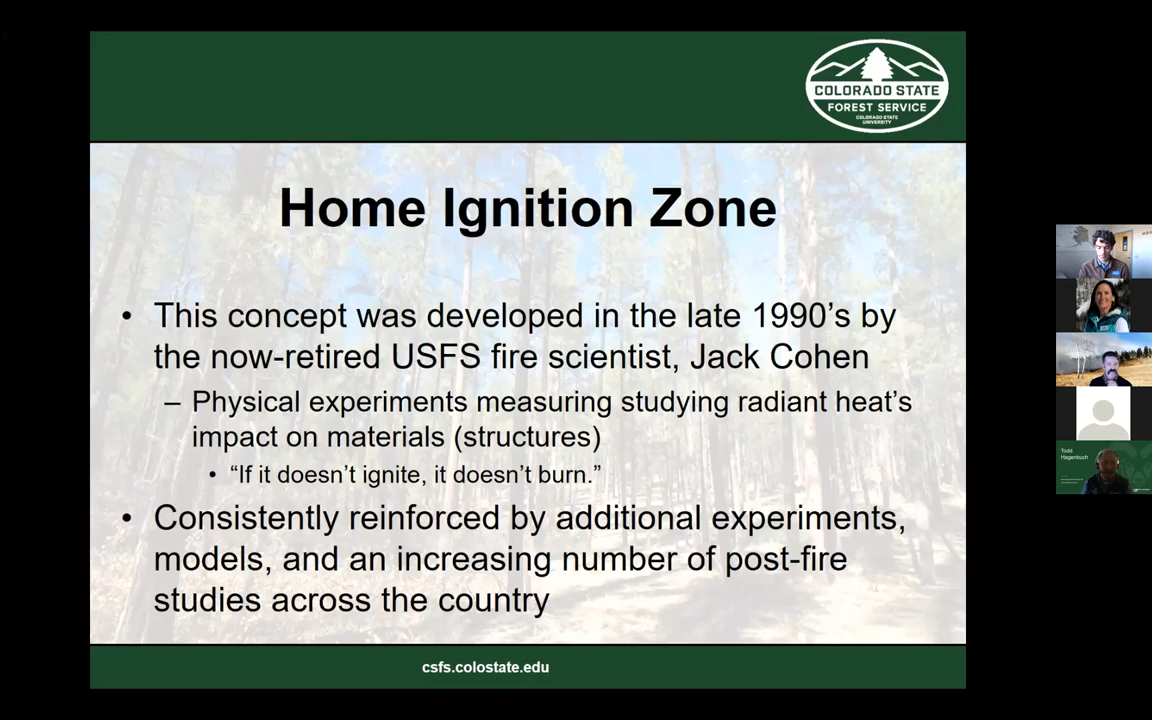 COLORADO STATE
FOREST SERVICE
COLORADO STATE
UNIVERSITY
Home Ignition Zone
• This concept was developed in the late 1990’s by
the now-retired USFS fire scientist, Jack Cohen
– Physical experiments measuring studying radiant heat’s
impact on materials (structures)
• “If it doesn’t ignite, it doesn’t burn.”
• Consistently reinforced by additional experiments,
models, and an increasing number of post-fire
studies across the country
csfs.colostate.edu
Todd
Hagenbuch